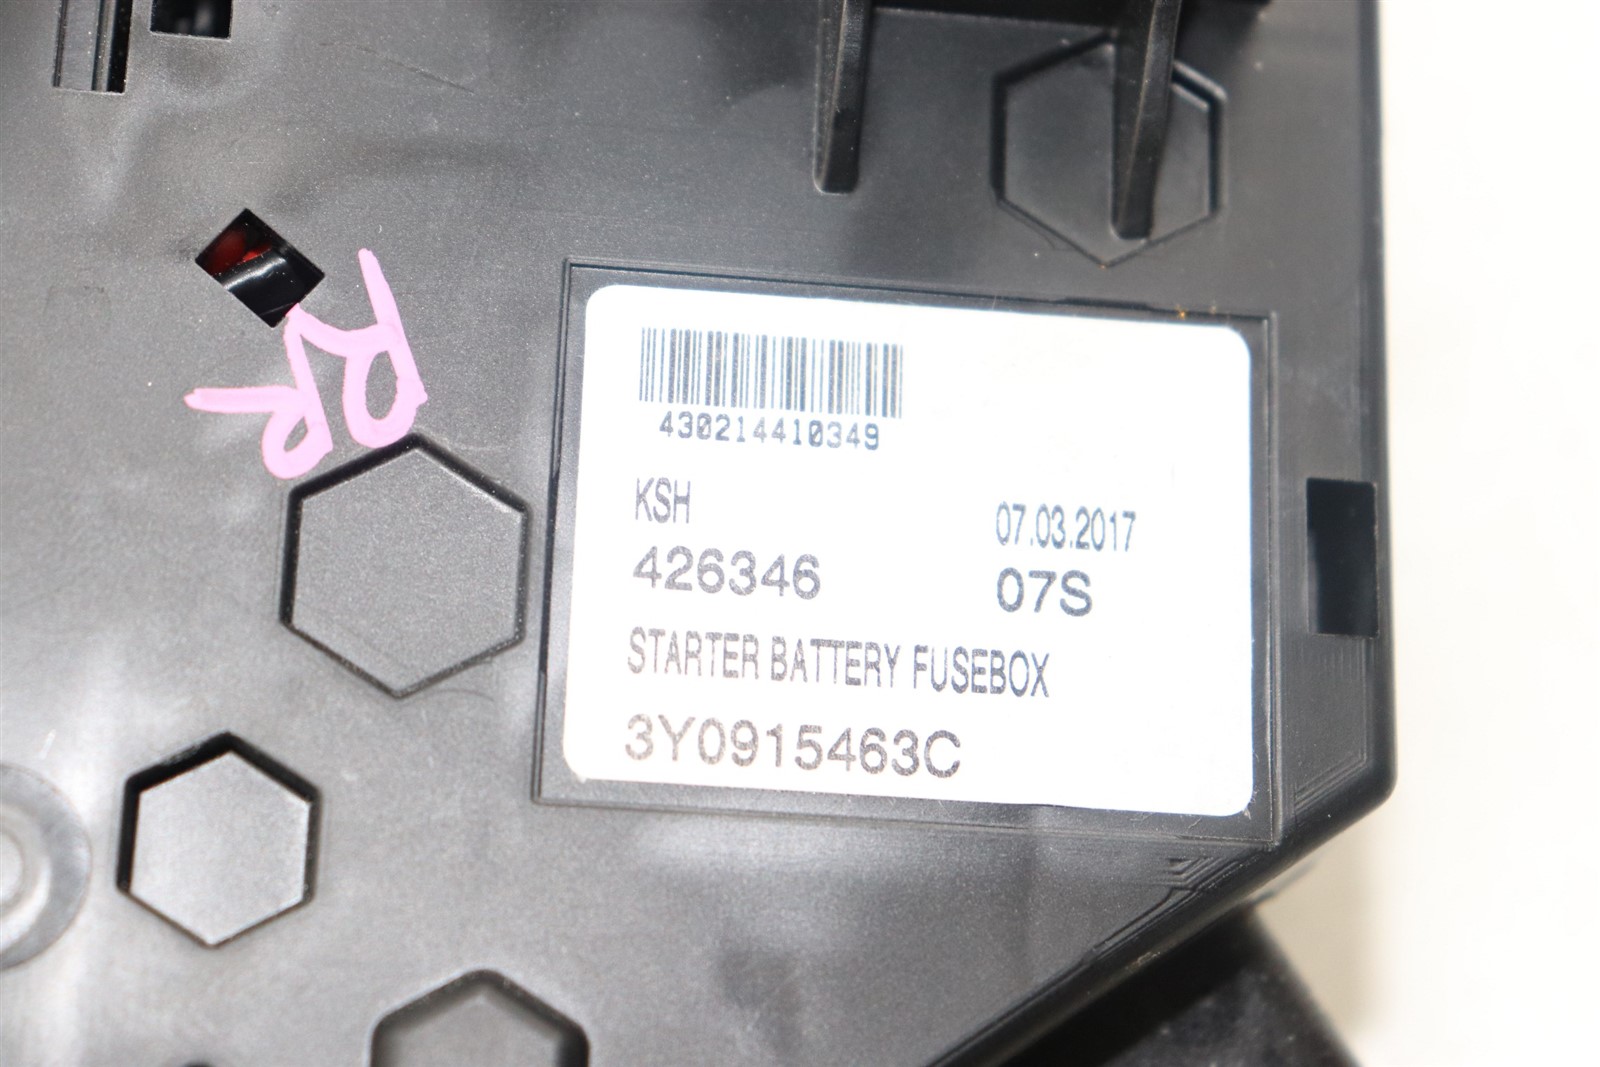 RR
430214410349
KSH 07.03.2017
426346 07S
STARTER BATTERY FUSEBOX
3Y0915463C